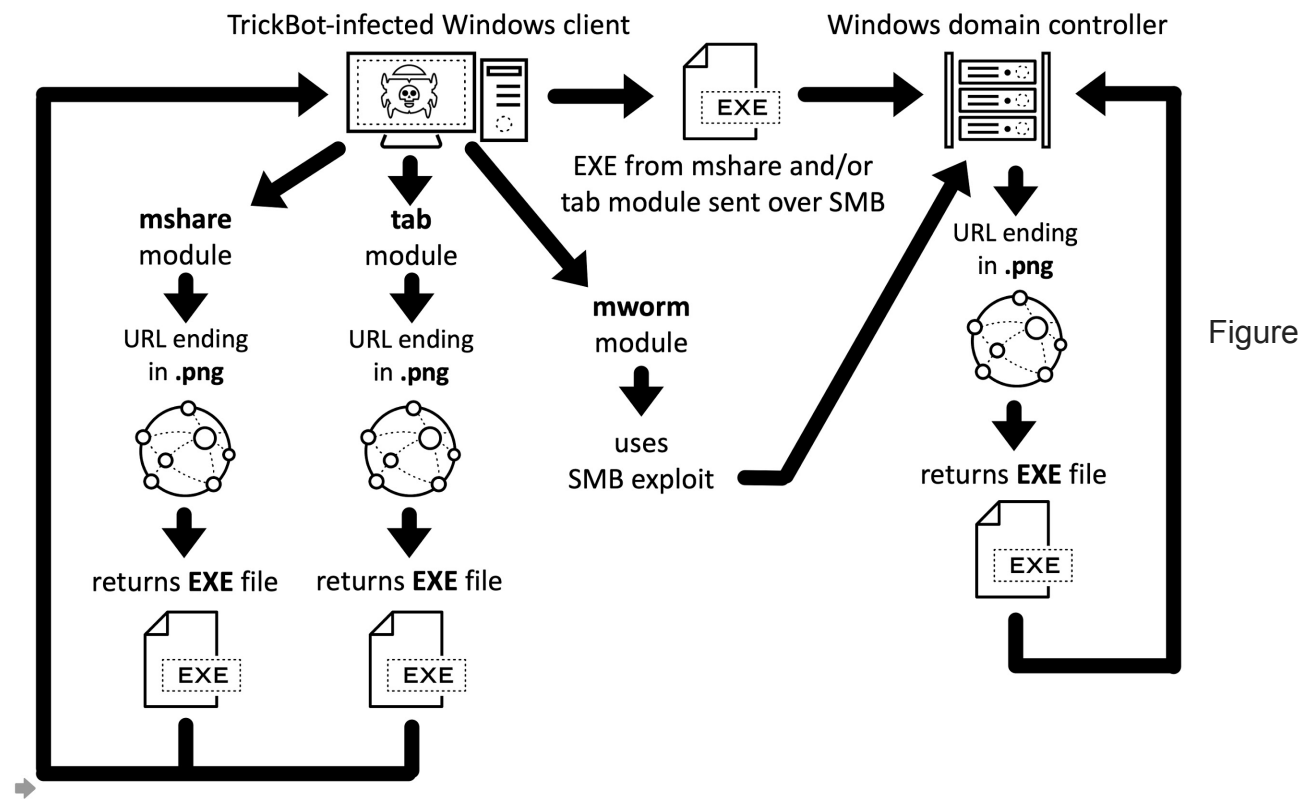 TrickBot-infected Windows client
Windows domain controller
EXE
EXE from mshare and/or
tab module sent over SMB
mshare
module
URL ending
in .png
returns EXE file
EXE
tab
module
URL ending
in .png
returns EXE file
EXE
mworm
module
uses
SMB exploit
URL ending
in .png
returns EXE file
EXE
Figure